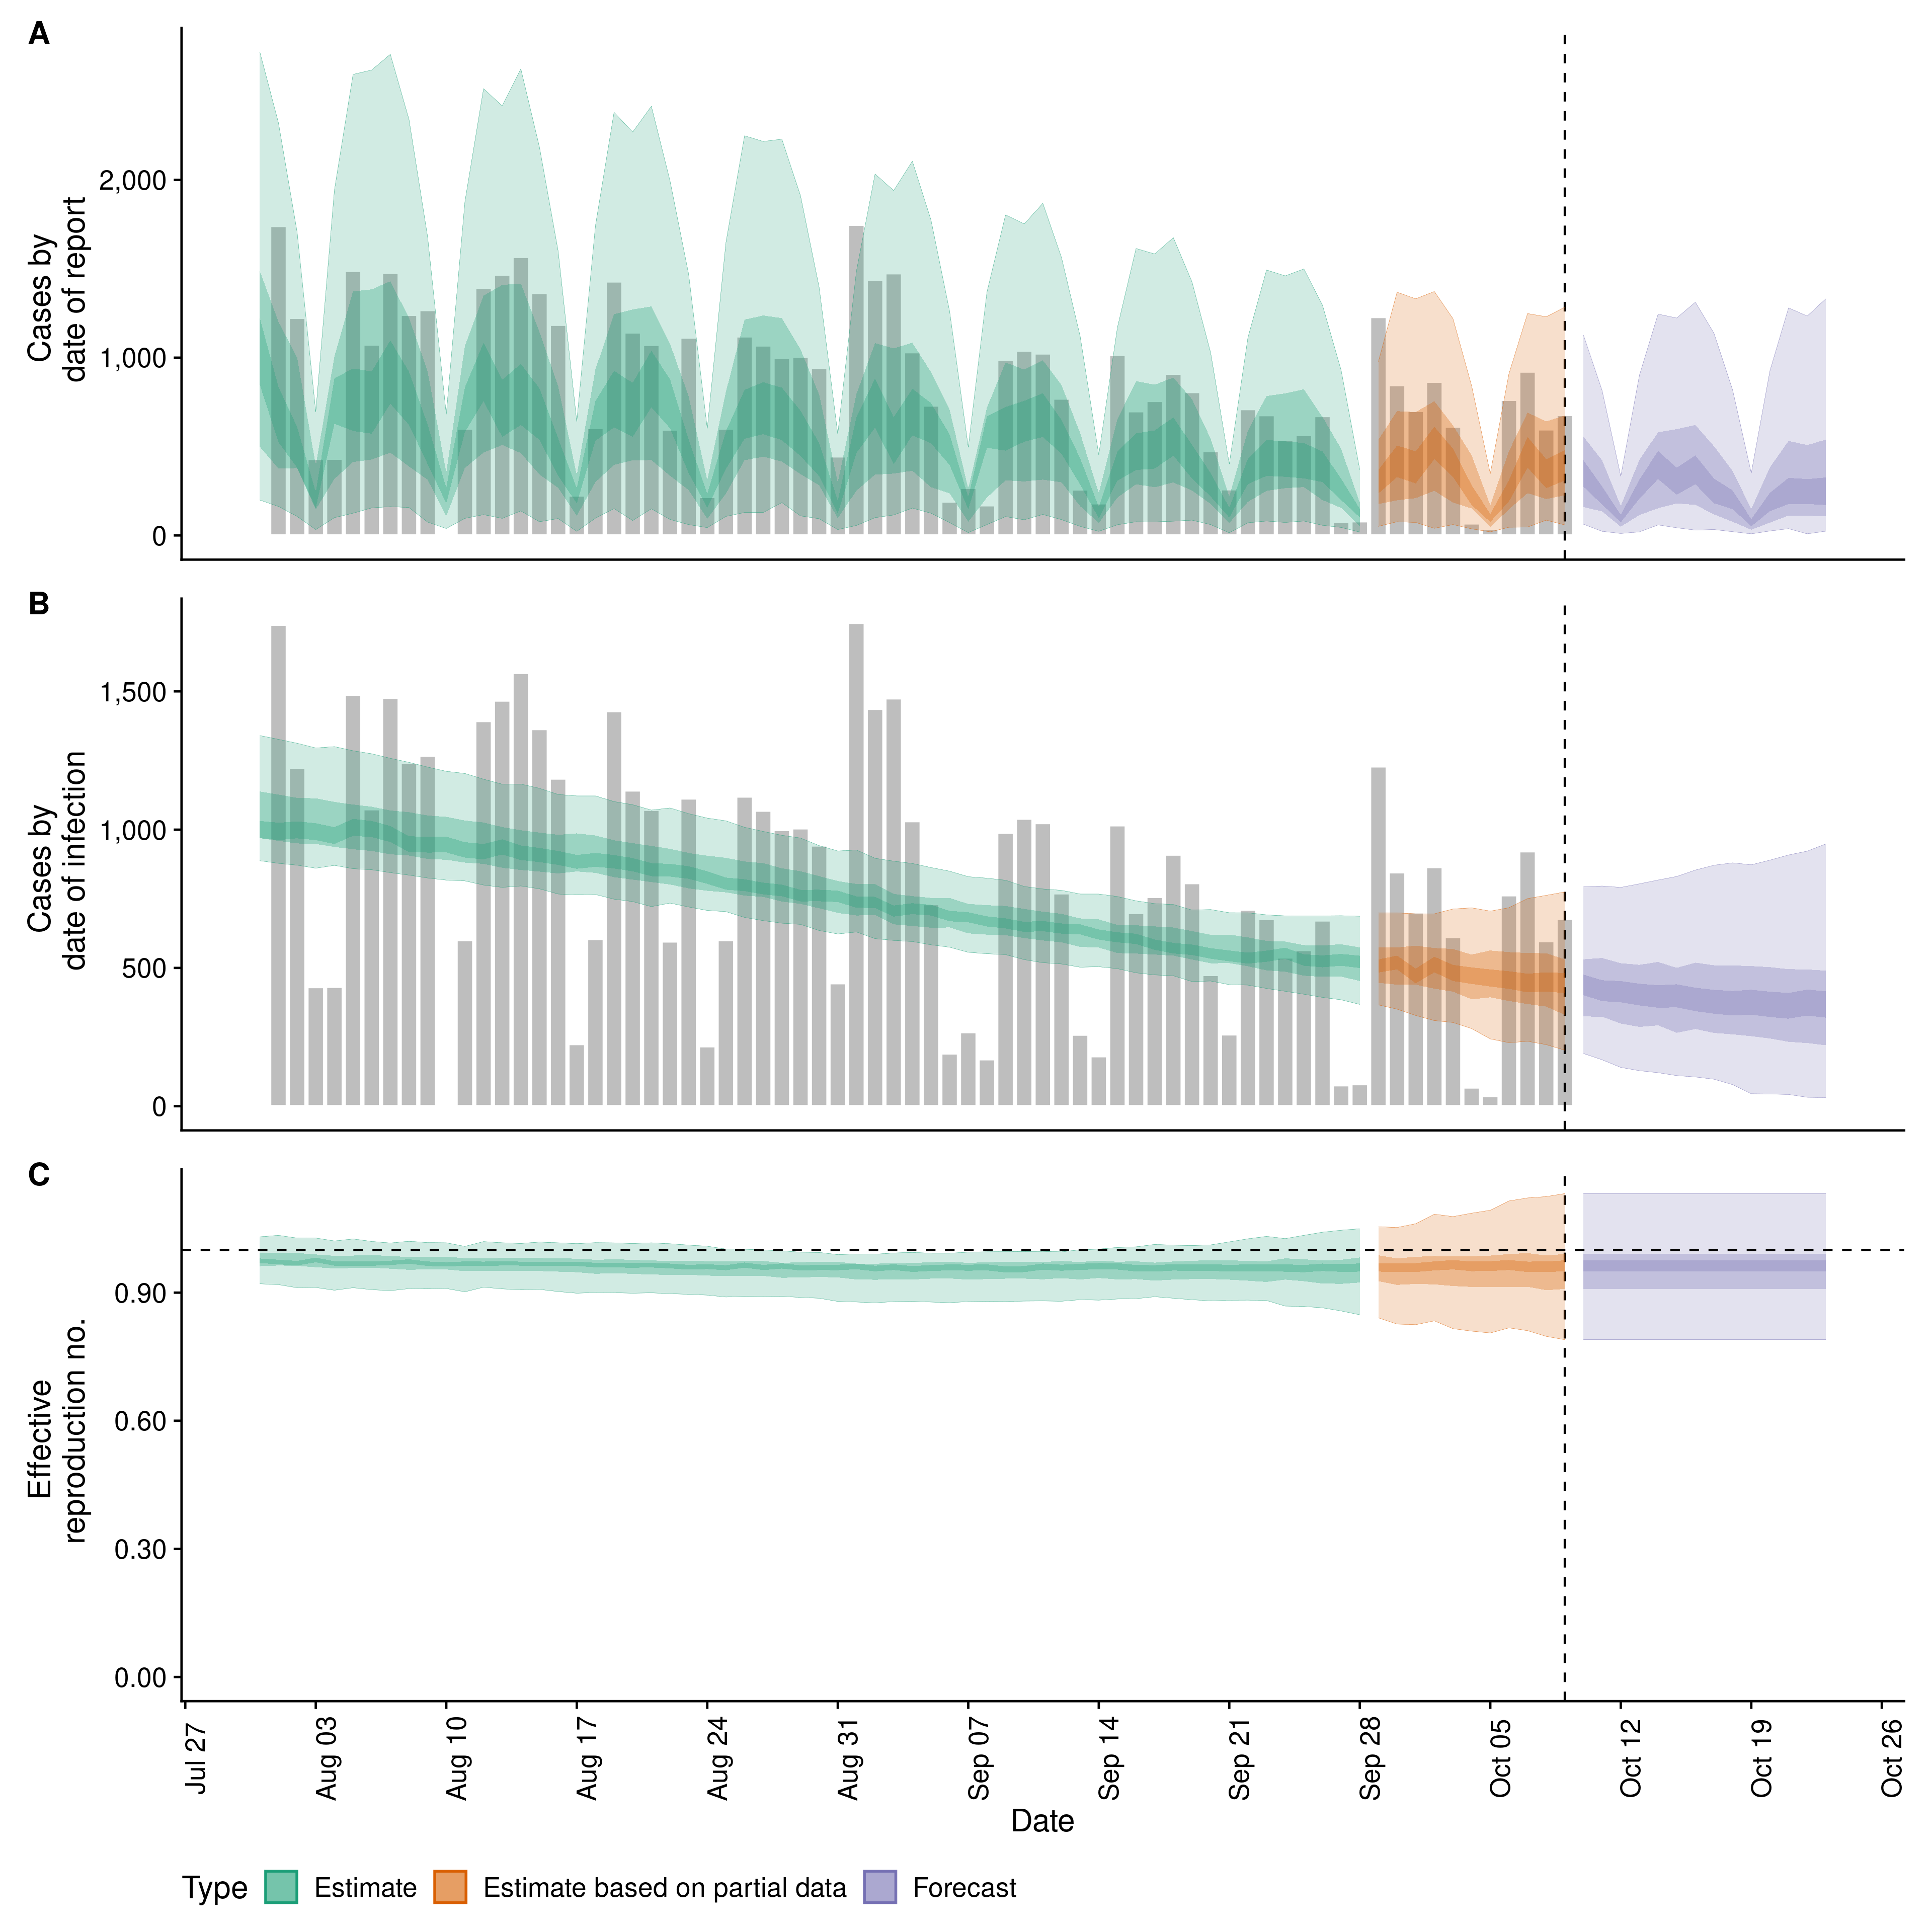 A
Cases by
date of report
2,000
1,000
0
B
Cases by
date of infection
1,500
1,000
500
0
C
Effective
reproduction no.
0.90
0.60
0.30
0.00
Jul 27
Aug 03
Aug 10
Aug 17
Aug 24
Aug 31
Sep 07
Sep 14
Sep 21
Sep 28
Oct 05
Oct 12
Oct 19
Oct 26
Date
Type Estimate Estimate based on partial data Forecast